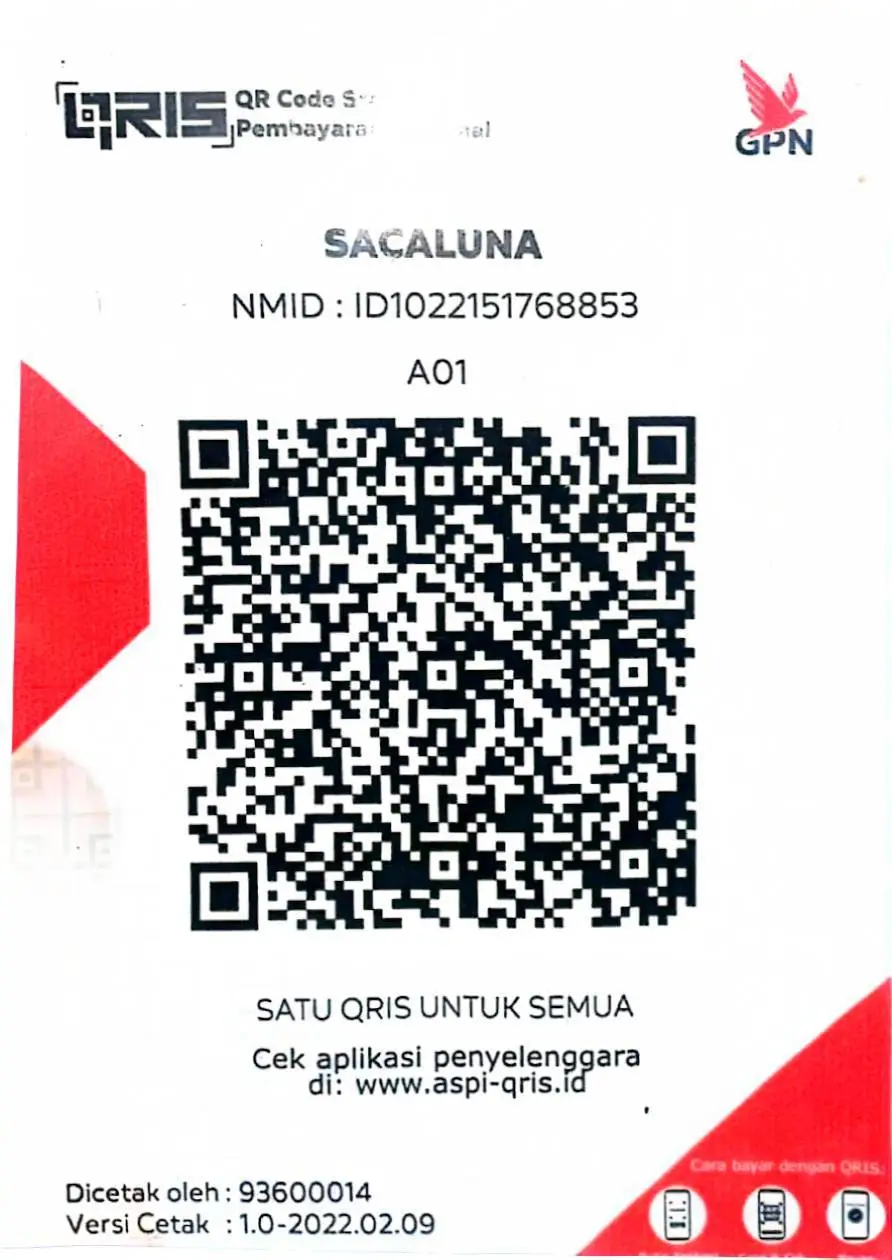 QRIS
QR Code
GPN
SACALUNA
NMID : ID1022151768853
A01
SATU QRIS UNTUK SEMUA
Cek aplikasi penyelenggara
di: www.aspi-qris.id
Cara bayar dengan QRIS:
Dicetak oleh : 93600014
Versi Cetak : 1.0-2022.02.09